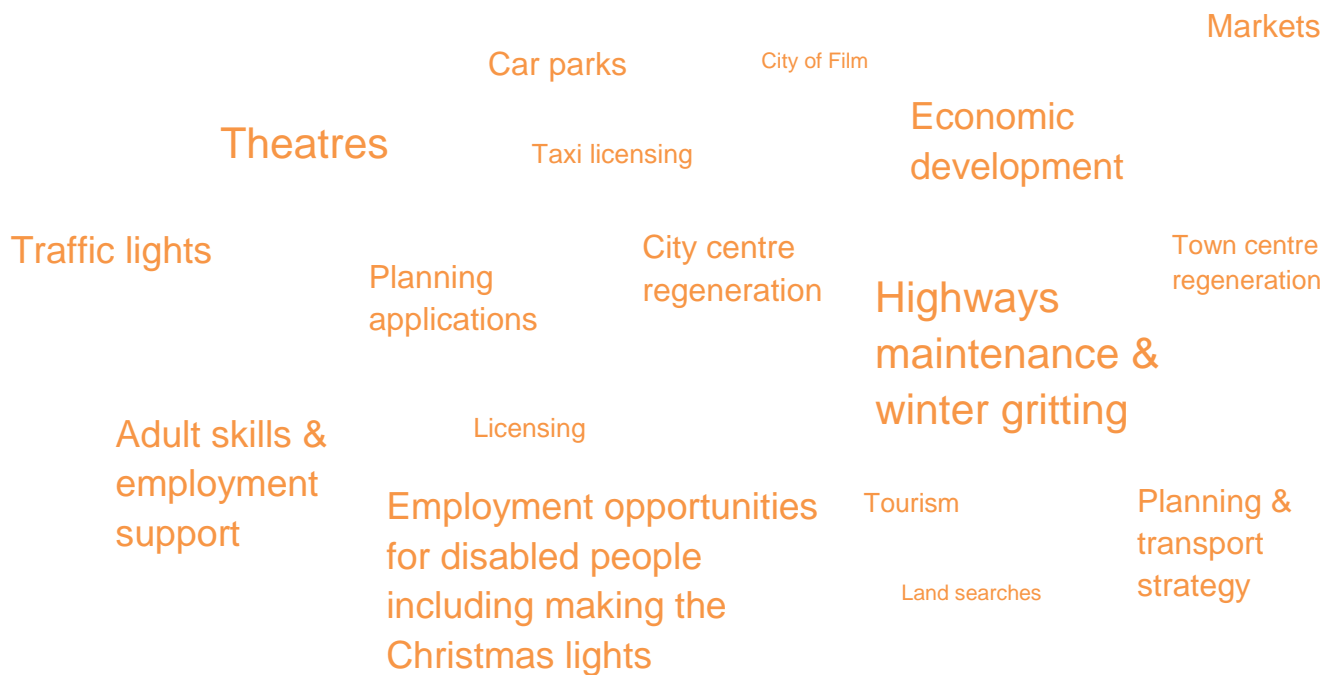 Markets
Car parks
City of Film
Economic
development
Theatres
Taxi licensing
Traffic lights
City centre
regeneration
Town centre
regeneration
Planning
applications
Highways
maintenance &
winter gritting
Adult skills &
employment
support
Licensing
Employment opportunities
for disabled people
including making the
Christmas lights
Tourism
Planning &
transport
strategy
Land searches